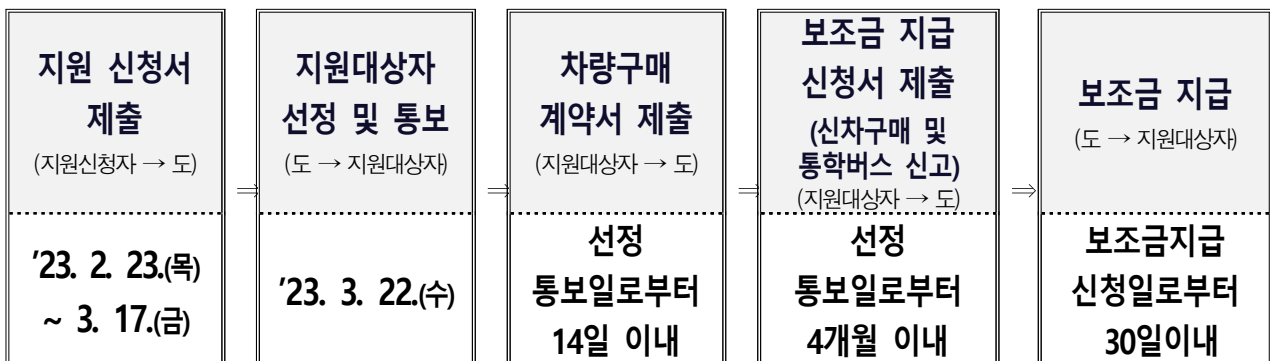 지원 신청서
제출
(지원신청자 → 도)
'23. 2. 23.(목)
~ 3. 17.(금)
⇒
지원대상자
선정 및 통보
(도 → 지원대상자)
'23. 3. 22.(수)
⇒
차량구매
계약서 제출
(지원대상자 → 도)
선정
통보일로부터
14일 이내
⇒
보조금 지급
신청서 제출
(신차구매 및
통학버스 신고)
(지원대상자 → 도)
선정
통보일로부터
4개월 이내
⇒
보조금 지급
(도 → 지원대상자)
보조금지급
신청일로부터
30일이내